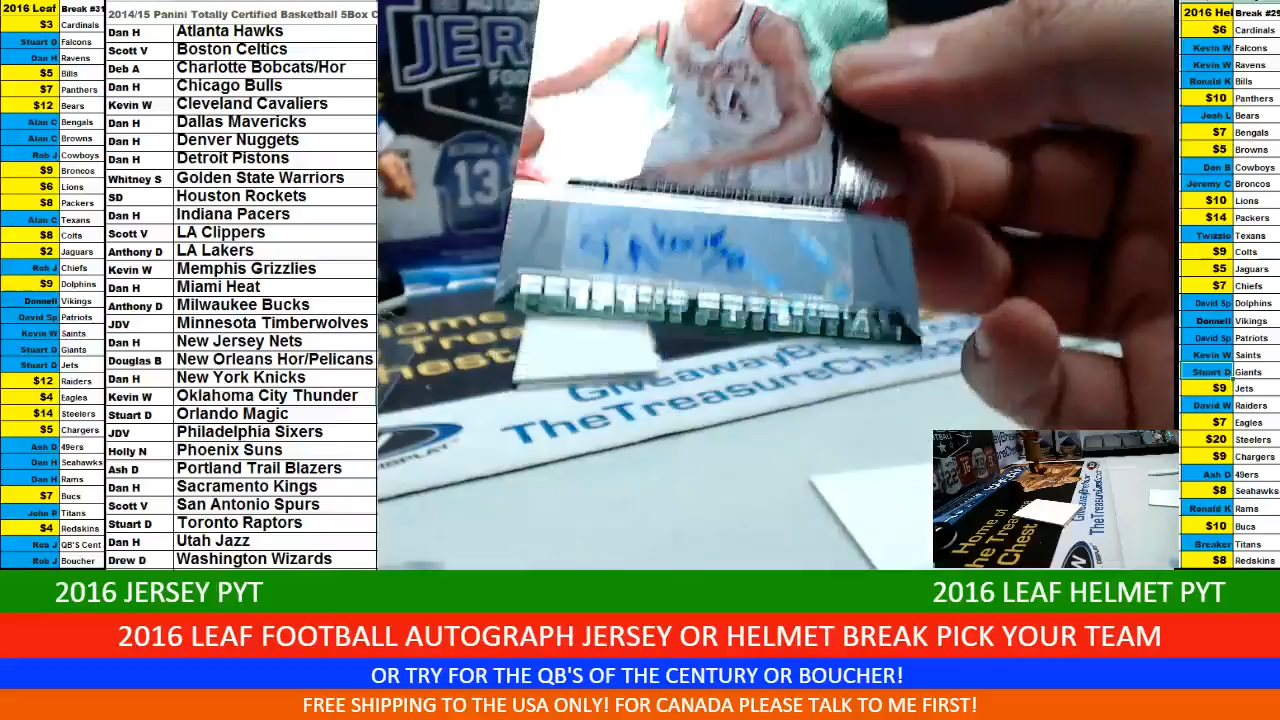 2016 Leaf Break #31
$3 Cardinals
Stuart D Falcons
Dan H Ravens
$5 Bills
$7 Panthers
$12 Bears
Alan C Bengals
Alan C Browns
Rob J Cowboys
$9 Broncos
$6 Lions
$8 Packers
Alan C Texans
$8 Colts
$2 Jaguars
Rob J Chiefs
$9 Dolphins
Donnell Vikings
David Sp Patriots
Kevin W Saints
Stuart D Giants
Stuart D Jets
$12 Raiders
$4 Eagles
$14 Steelers
$5 Chargers
Ash D 49ers
Dan H Seahawks
Dan H Rams
$7 Bucs
John P Titans
$4 Redskins
Rob J QB'S Cent
Rob J Boucher
2014/15 Panini Totally Certified Basketball 5Box C
Dan H Atlanta Hawks
Scott V Boston Celtics
Deb A Charlotte Bobcats/Hor
Dan H Chicago Bulls
Kevin W Cleveland Cavaliers
Dan H Dallas Mavericks
Dan H Denver Nuggets
Dan H Detroit Pistons
Whitney S Golden State Warriors
SD Houston Rockets
Dan H Indiana Pacers
Scott V LA Clippers
Anthony D LA Lakers
Kevin W Memphis Grizzlies
Dan H Miami Heat
Anthony D Milwaukee Bucks
JDV Minnesota Timberwolves
Dan H New Jersey Nets
Douglas B New Orleans Hor/Pelicans
Dan H New York Knicks
Kevin W Oklahoma City Thunder
Stuart D Orlando Magic
JDV Philadelphia Sixers
Holly N Phoenix Suns
Ash D Portland Trail Blazers
Dan H Sacramento Kings
Scott V San Antonio Spurs
Stuart D Toronto Raptors
Dan H Utah Jazz
Drew D Washington Wizards
JER
13
Home of
DISPLAY
TheTreasureChe
Home of
the Trea
Chest
TheTreasure
2016 Hel Break #29
$6 Cardinals
Kevin W Falcons
Kevin W Ravens
Ronald K Bills
$10 Panthers
Josh L Bears
$7 Bengals
$5 Browns
Don B Cowboys
Jeremy C Broncos
$10 Lions
$14 Packers
Twizzle Texans
$9 Colts
$5 Jaguars
$7 Chiefs
David Sp Dolphins
Donnell Vikings
David Sp Patriots
Kevin W Saints
Stuart D Giants
$9 Jets
David W Raiders
$7 Eagles
$20 Steelers
$9 Chargers
Ash D 49ers
$8 Seahawks
Ronald K Rams
$10 Bucs
Breaker Titans
$8 Redskins
2016 JERSEY PYT
2016 LEAF HELMET PYT
2016 LEAF FOOTBALL AUTOGRAPH JERSEY OR HELMET BREAK PICK YOUR TEAM
OR TRY FOR THE QB'S OF THE CENTURY OR BOUCHER!
FREE SHIPPING TO THE USA ONLY! FOR CANADA PLEASE TALK TO ME FIRST!